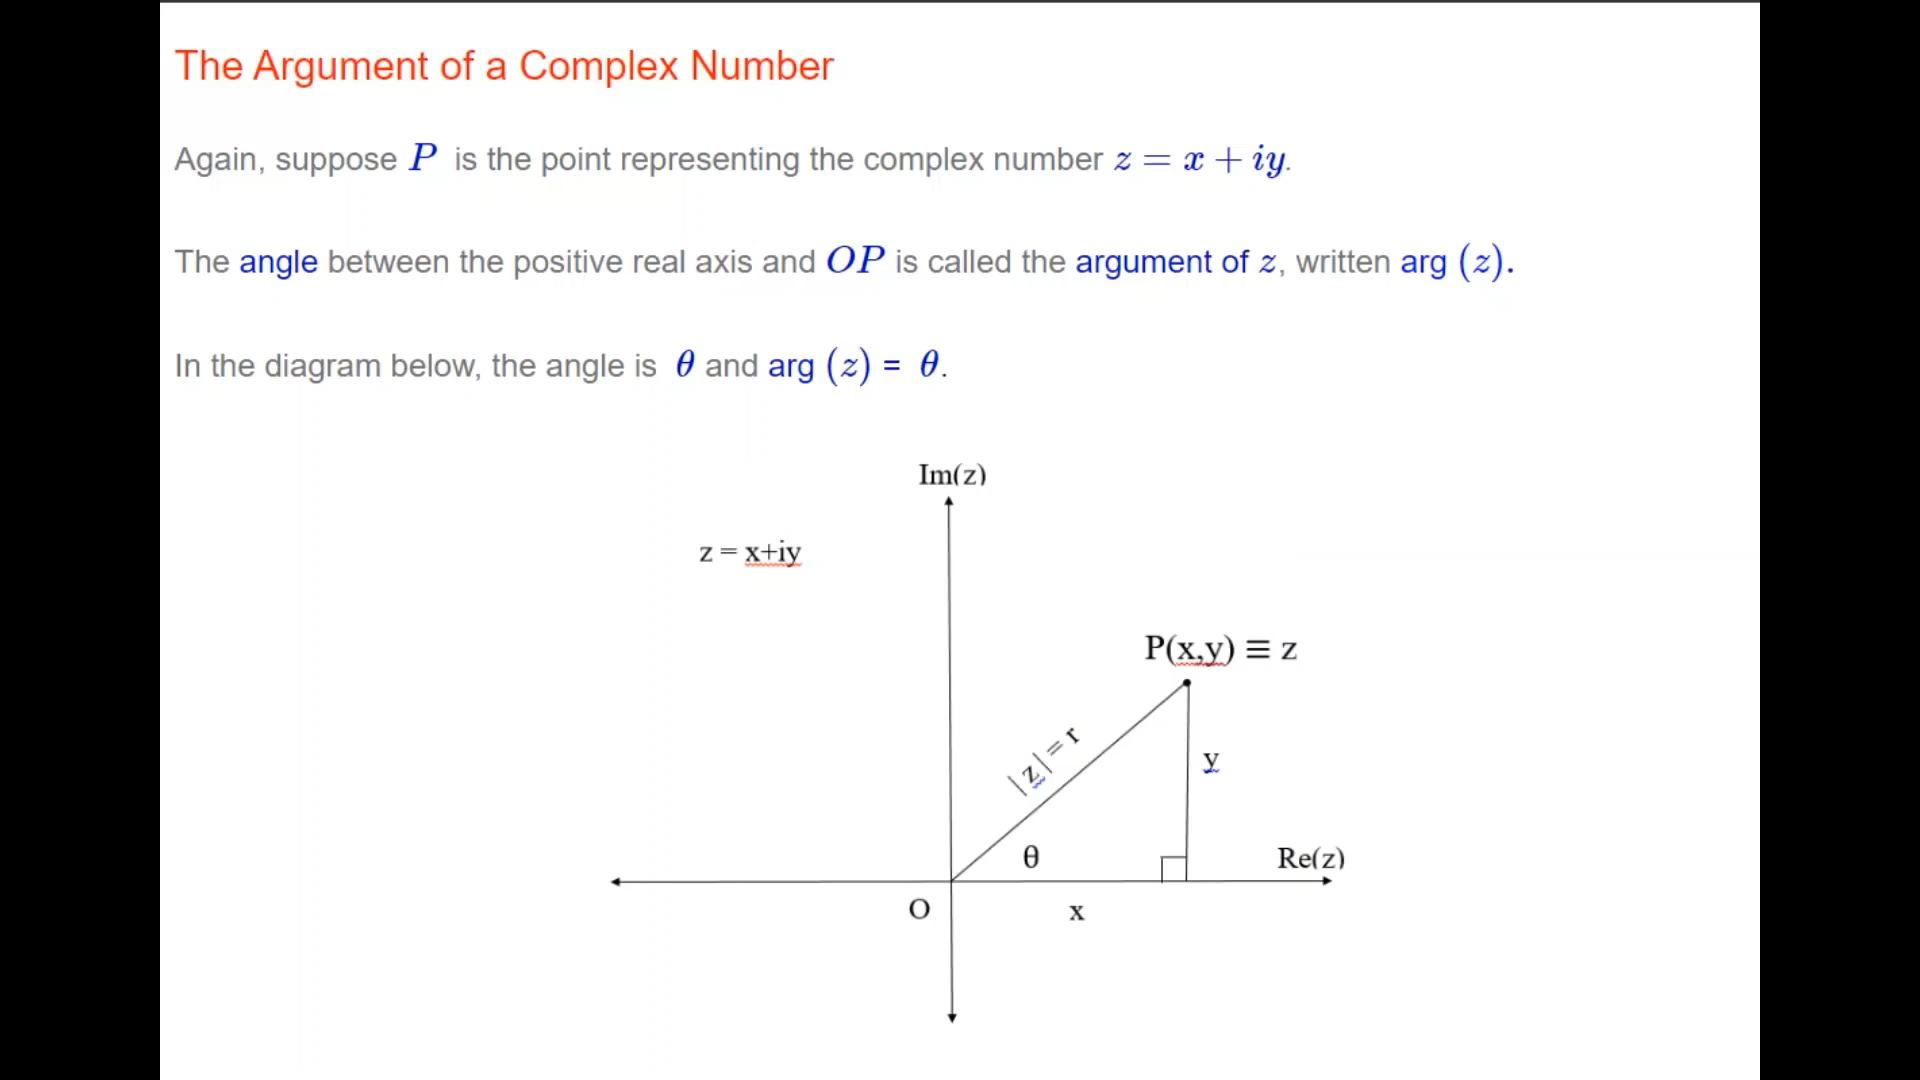 The Argument of a Complex Number
Again, suppose P is the point representing the complex number z = x + iy.
The angle between the positive real axis and OP is called the argument of z, written arg (z).
In the diagram below, the angle is θ and arg (z) = θ.
Im(z)
z = x+iy
P(x,y) ≡ z
|z| = r
y
θ
Re(z)
O
x